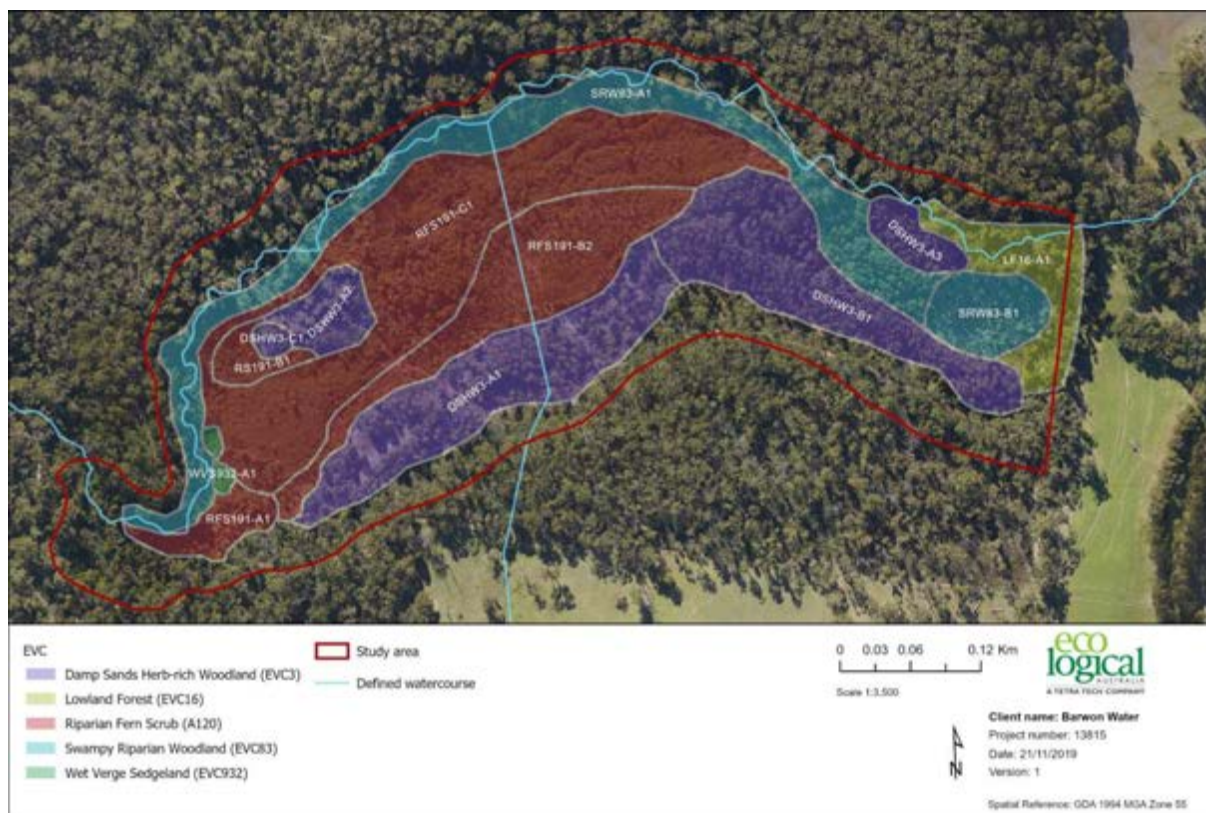 SRW83-A1
RFS191-C1
RFS191-B2
DSHW3-A3
LF16-A1
DSHW3-A2
DSHW3-C1
RS191-B1
DSHW3-B1
SRW83-B1
DSHW3-A1
WVS932-A1
RFS191-A1
EVC
Damp Sands Herb-rich Woodland (EVC3)
Lowland Forest (EVC16)
Riparian Fern Scrub (A120)
Swampy Riparian Woodland (EVC83)
Wet Verge Sedgeland (EVC932)
Study area
Defined watercourse
0 0.03 0.06 0.12 Km
Scale 1:3,500
eco
logical
AUSTRALIA
A TETRA TECH COMPANY
N
Client name: Barwon Water
Project number: 13815
Date: 21/11/2019
Version: 1
Spatial Reference: GDA 1994 MGA Zone 55